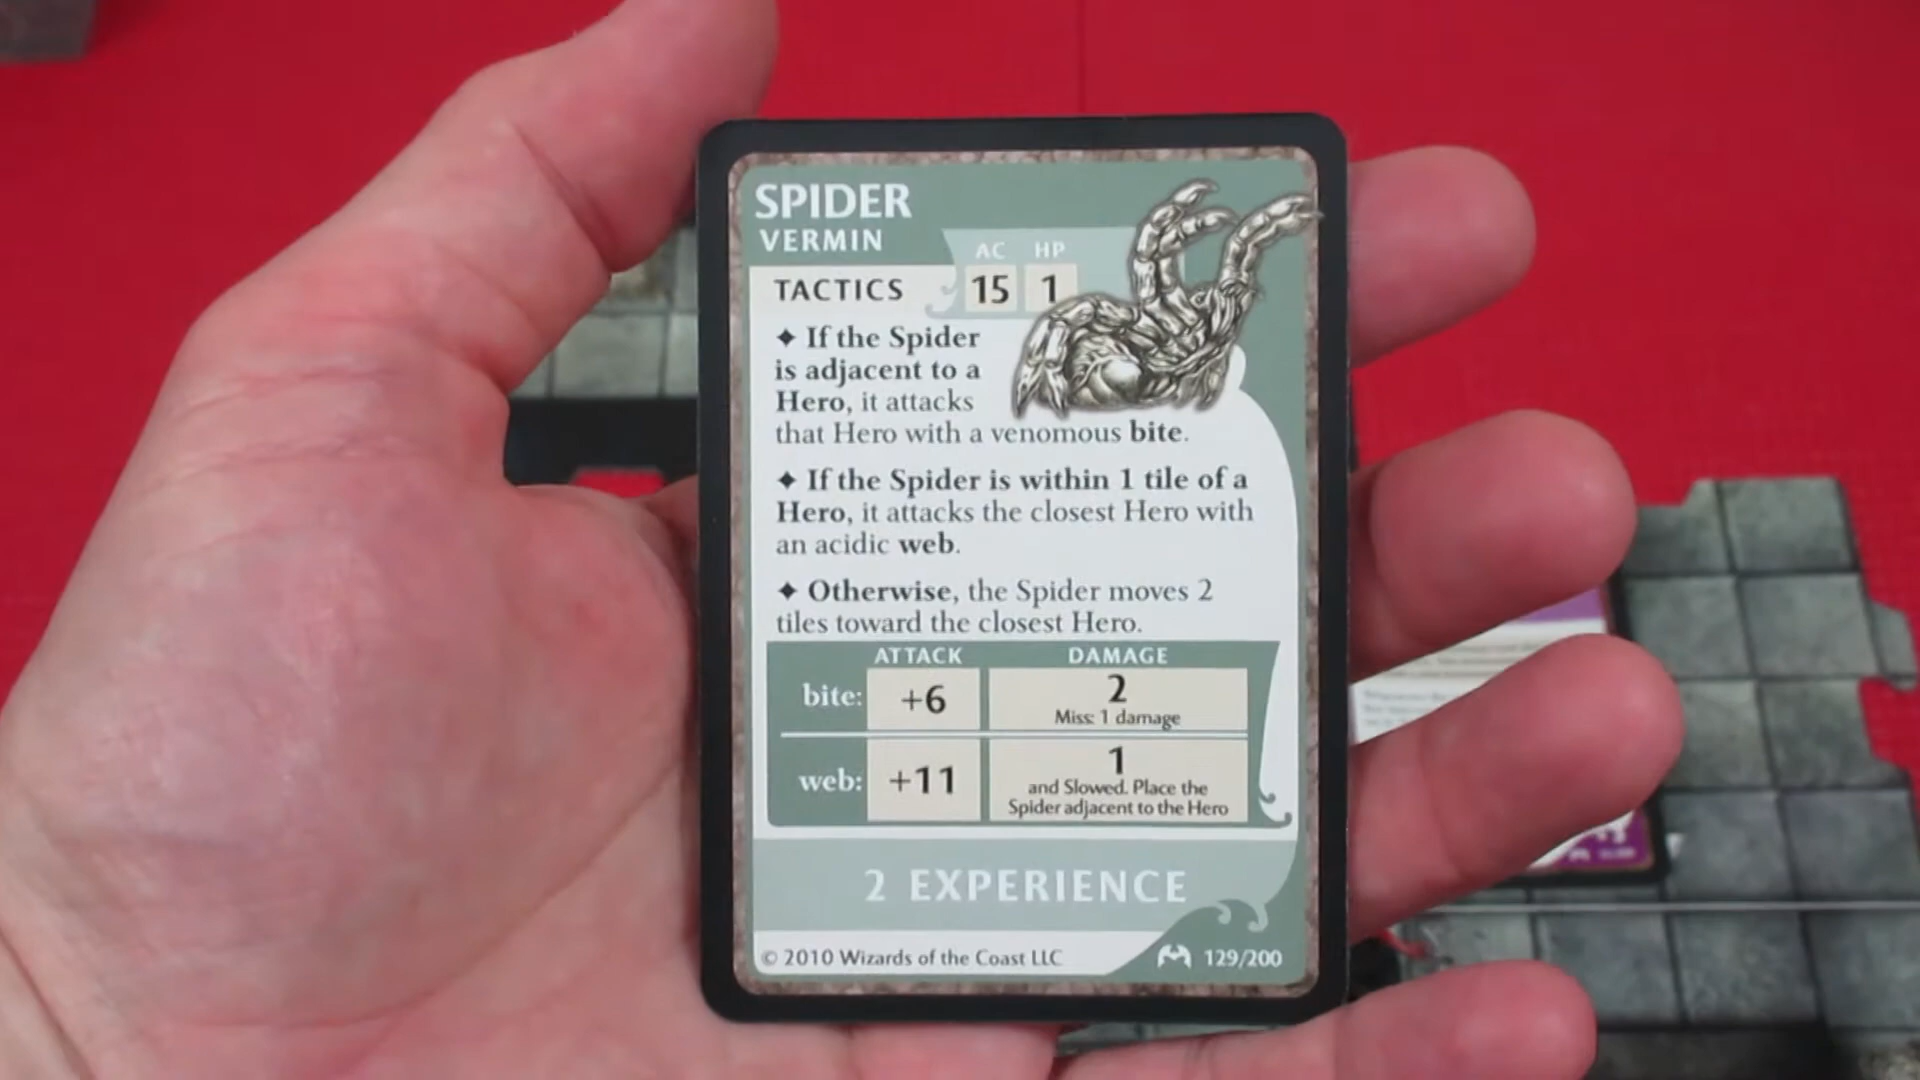 SPIDER
VERMIN
AC HP
TACTICS 15 1
✦ If the Spider
is adjacent to a
Hero, it attacks
that Hero with a venomous bite.
✦ If the Spider is within 1 tile of a
Hero, it attacks the closest Hero with
an acidic web.
✦ Otherwise, the Spider moves 2
tiles toward the closest Hero.
ATTACK DAMAGE
bite: +6 2
Miss: 1 damage
web: +11 1
and Slowed. Place the
Spider adjacent to the Hero
2 EXPERIENCE
© 2010 Wizards of the Coast LLC 129/200